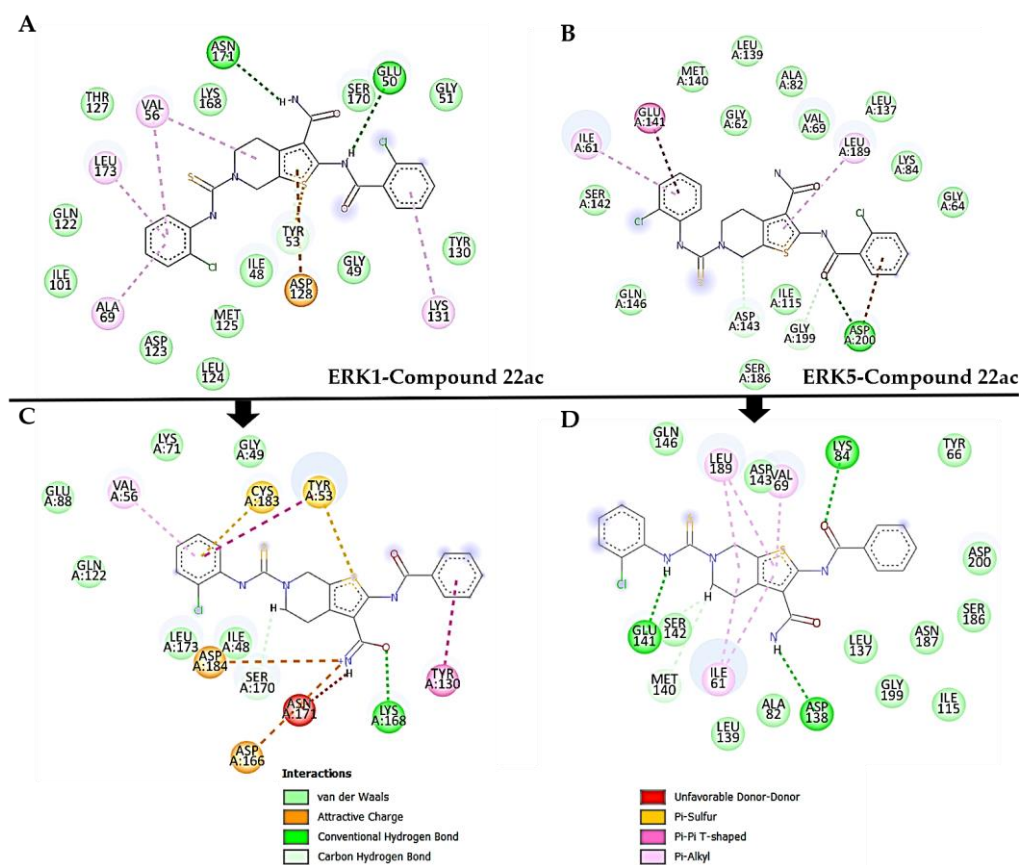 A
ASN
171
GLU
50
THR
127
VAL
56
LYS
168
SER
170
GLY
51
LEU
173
GLN
122
ILE
101
ALA
69
ASP
123
LEU
124
MET
125
ILE
48
TYR
53
ASP
128
GLY
49
TYR
130
LYS
131
H
N
O
S
H
N
Cl
S
N
N
Cl
O
ERK1-Compound 22ac
B
LEU
A:139
MET
A:140
ALA
A:82
GLU
A:141
GLY
A:62
VAL
A:69
LEU
A:137
ILE
A:61
LEU
A:189
LYS
A:84
SER
A:142
GLY
A:64
GLN
A:146
ASP
A:143
ILE
A:115
GLY
A:199
ASP
A:200
SER
A:186
Cl
N
S
N
N
O
S
NH
O
Cl
ERK5-Compound 22ac
C
LYS
A:71
GLY
A:49
GLU
A:88
VAL
A:56
CYS
A:183
TYR
A:53
GLN
A:122
LEU
A:173
ILE
A:48
ASP
A:184
SER
A:170
ASN
A:171
LYS
A:168
TYR
A:130
ASP
A:166
Cl
N
S
N
H
S
N
O
N
H
O
D
GLN
146
LEU
189
ASP
143
VAL
69
LYS
84
TYR
66
ASP
200
SER
186
GLU
141
SER
142
MET
140
ILE
61
LEU
137
ASN
187
GLY
199
ILE
115
ALA
82
ASP
138
LEU
139
Cl
N
H
S
N
H
S
NH
O
N
H
O
Interactions
van der Waals
Attractive Charge
Conventional Hydrogen Bond
Carbon Hydrogen Bond
Unfavorable Donor-Donor
Pi-Sulfur
Pi-Pi T-shaped
Pi-Alkyl